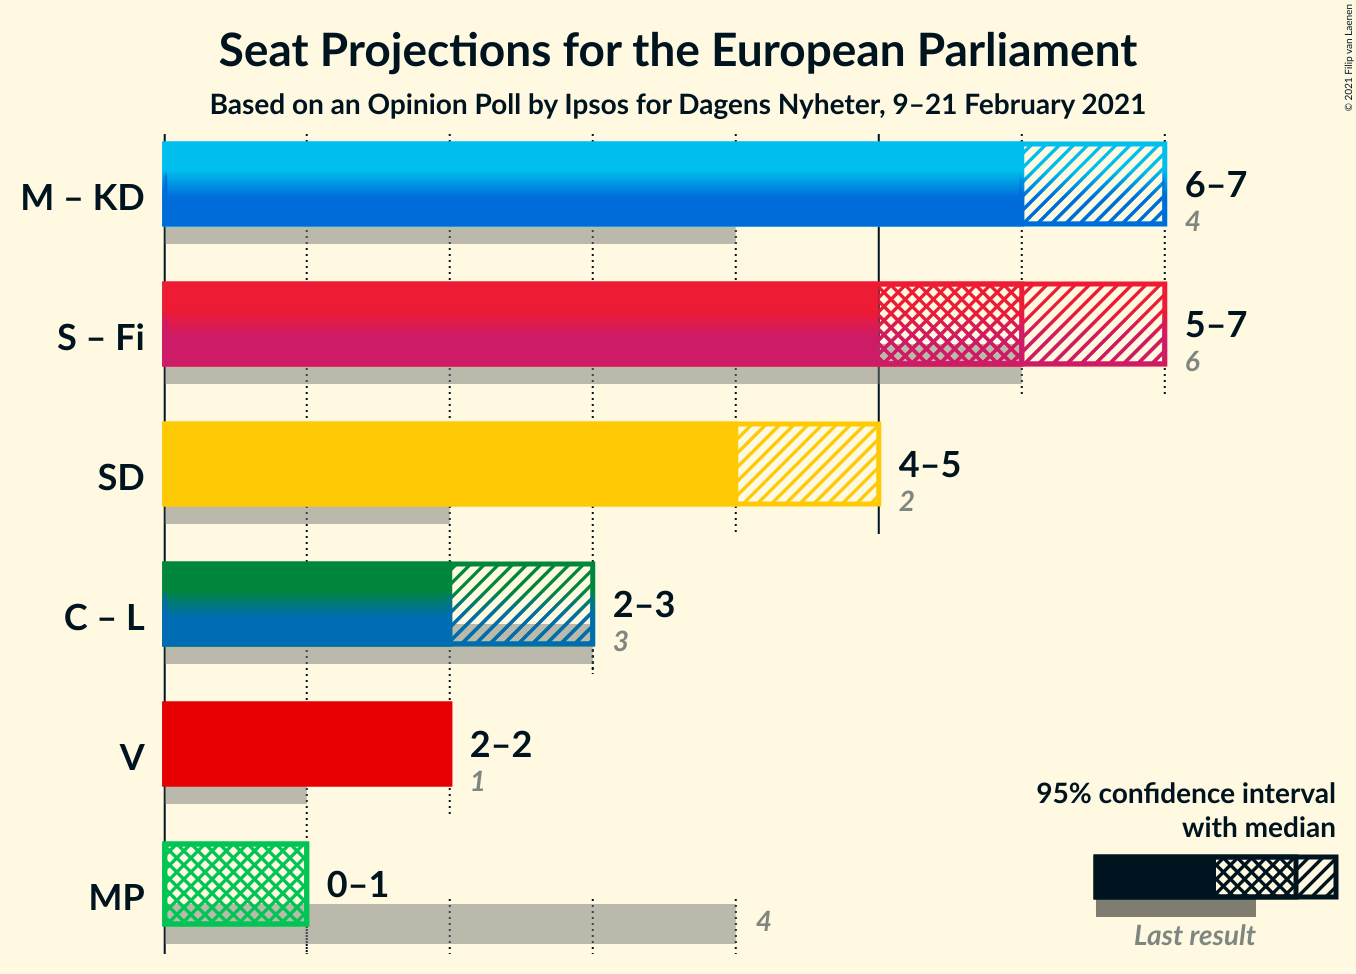 Seat Projections for the European Parliament
Based on an Opinion Poll by Ipsos for Dagens Nyheter, 9–21 February 2021
© 2021 Filip van Laenen
M – KD
6–7
4
S – Fi
5–7
6
SD
4–5
2
C – L
2–3
3
V
2–2
1
MP
0–1
4
95% confidence interval
with median
Last result